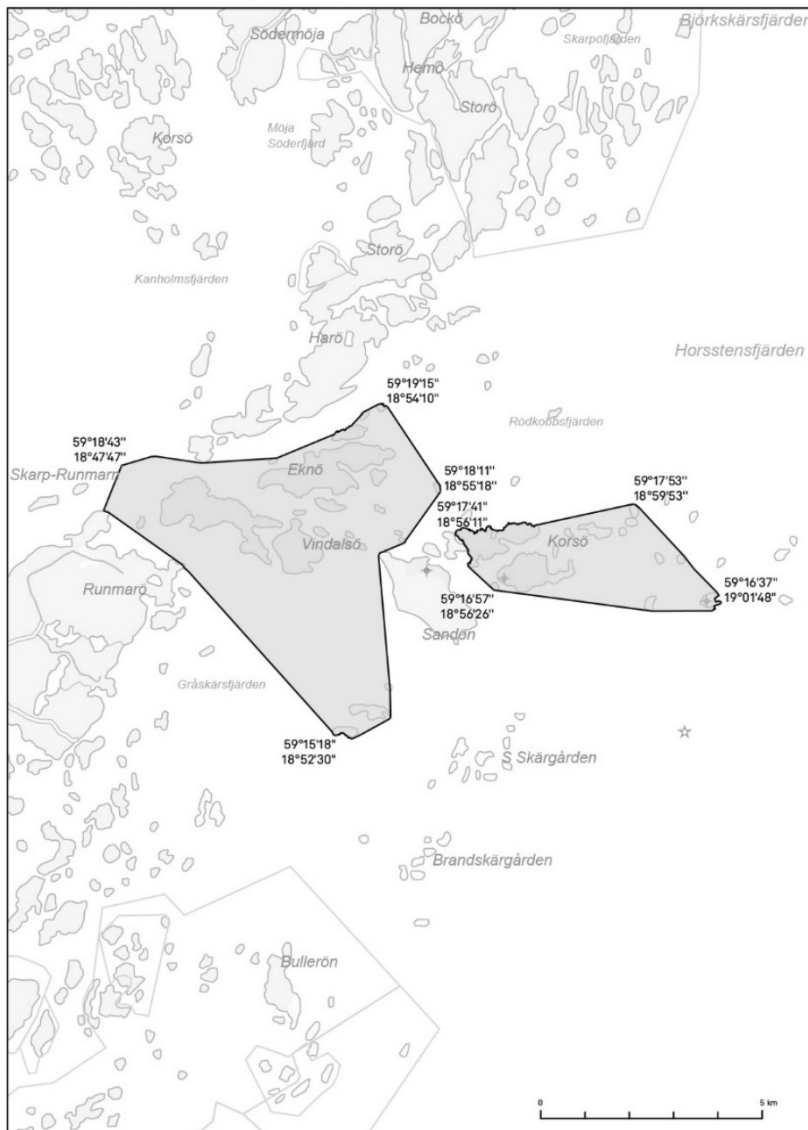 Björkskärsfjärden
Bockö
Södermöja
Skarpöfjärden
Hemö
Storö
Möja
Söderfjärd
Korsö
Storö
Kanholmsfjärden
Harö
Horsstensfjärden
59°19'15"
18°54'10"
Rödkobbsfjärden
59°18'43"
18°47'47"
Skarp-Runmarö
Eknö
59°18'11"
18°55'18"
59°17'53"
18°59'53"
59°17'41"
18°56'11"
Vindalsö
Korsö
Runmarö
59°16'37"
19°01'48"
59°16'57"
18°56'26"
Sandön
Gråskärsfjärden
59°15'18"
18°52'30"
S Skärgården
Brandskärgården
Bullerön
0
5 km